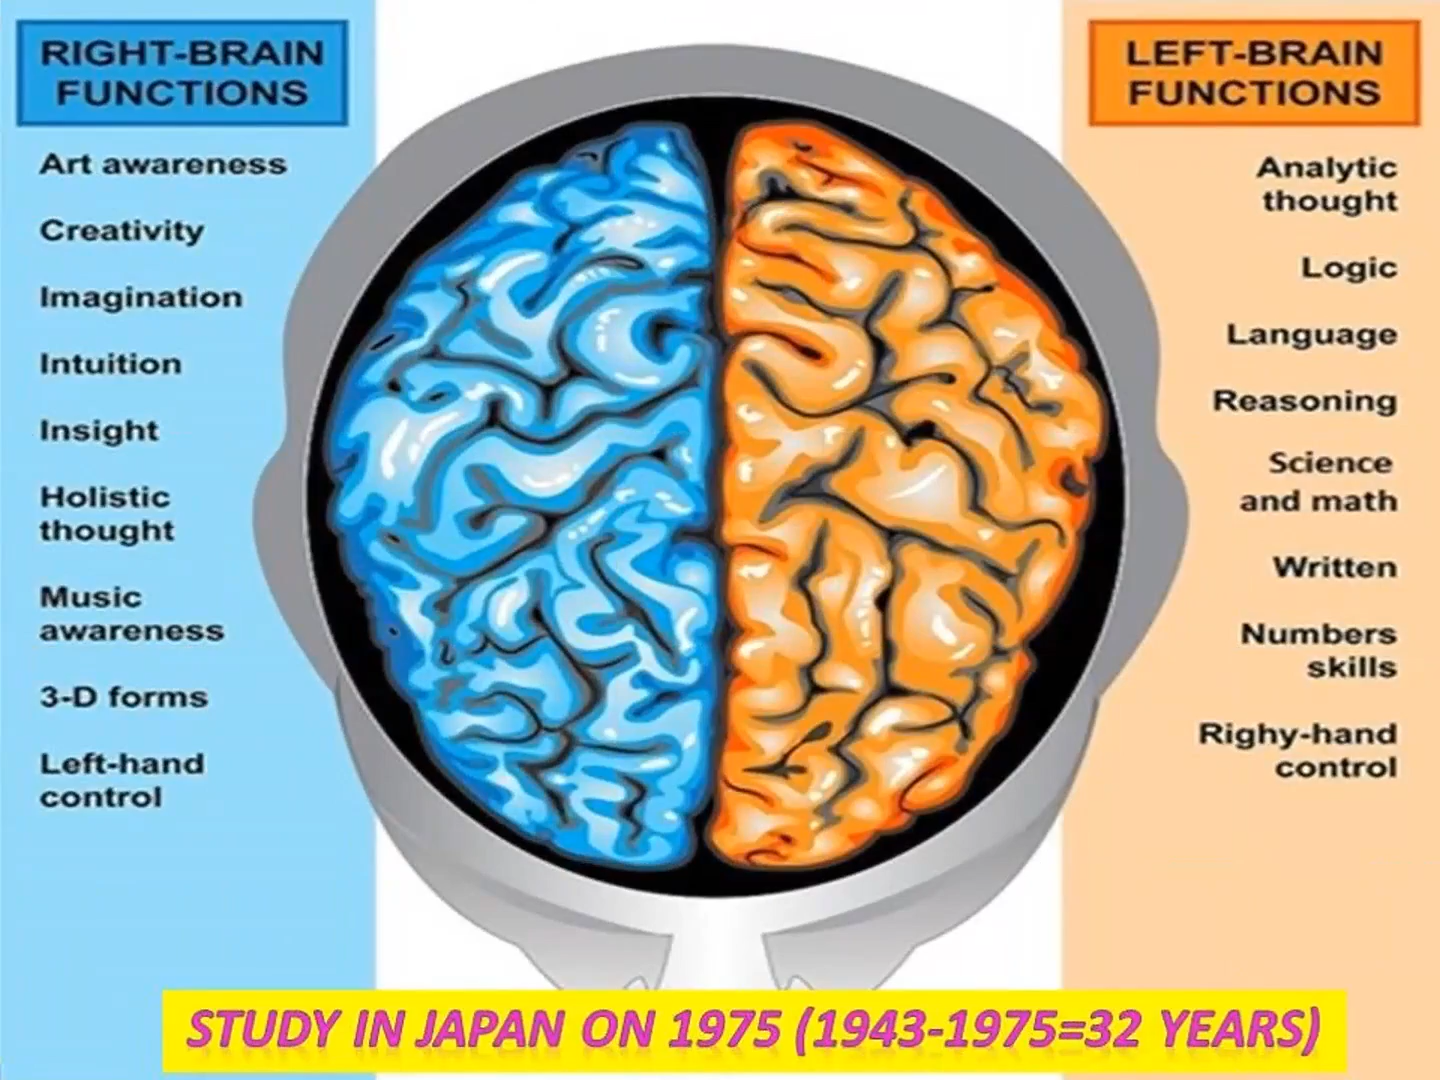 RIGHT-BRAIN
FUNCTIONS
Art awareness
Creativity
Imagination
Intuition
Insight
Holistic
thought
Music
awareness
3-D forms
Left-hand
control
LEFT-BRAIN
FUNCTIONS
Analytic
thought
Logic
Language
Reasoning
Science
and math
Written
Numbers
skills
Righy-hand
control
STUDY IN JAPAN ON 1975 (1943-1975=32 YEARS)